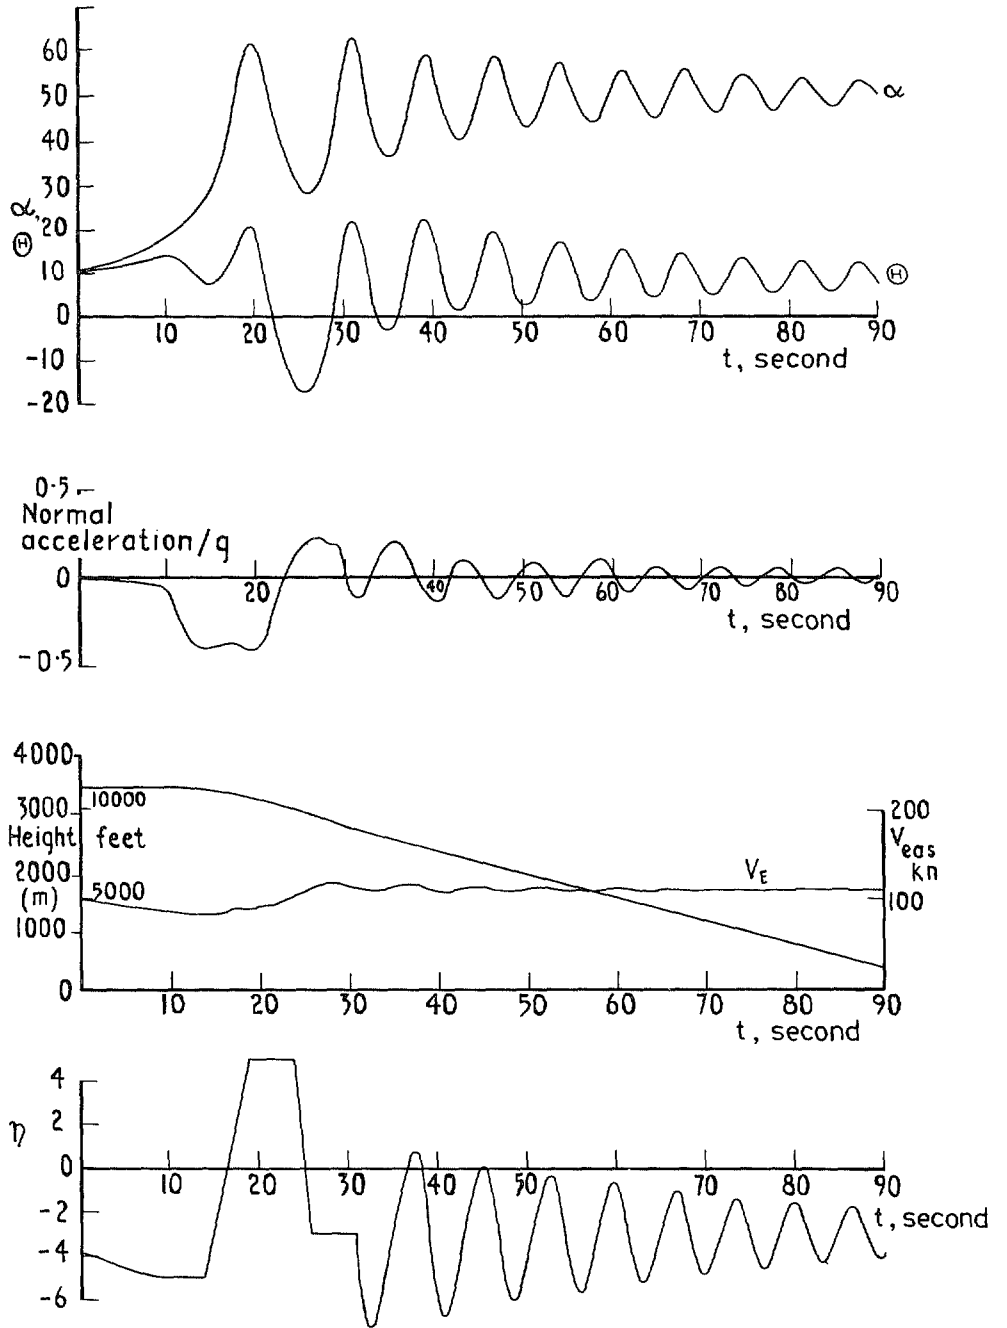 60
50
α
40
30
α,
20
Θ
10
Θ
0
10 20 30 40 50 60 70 80 90
t, second
-10
-20
0·5
Normal
acceleration/g
0
20 40 50 60 70 80 90
t, second
-0·5
4000
10000
3000
200
Height feet
V
eas
kn
2000
V_E
(m)
5000
100
1000
0
10 20 30 40 50 60 70 80 90
t, second
4
2
η
0
10 20 30 50 70 80 90
-2
t, second
-4
-6